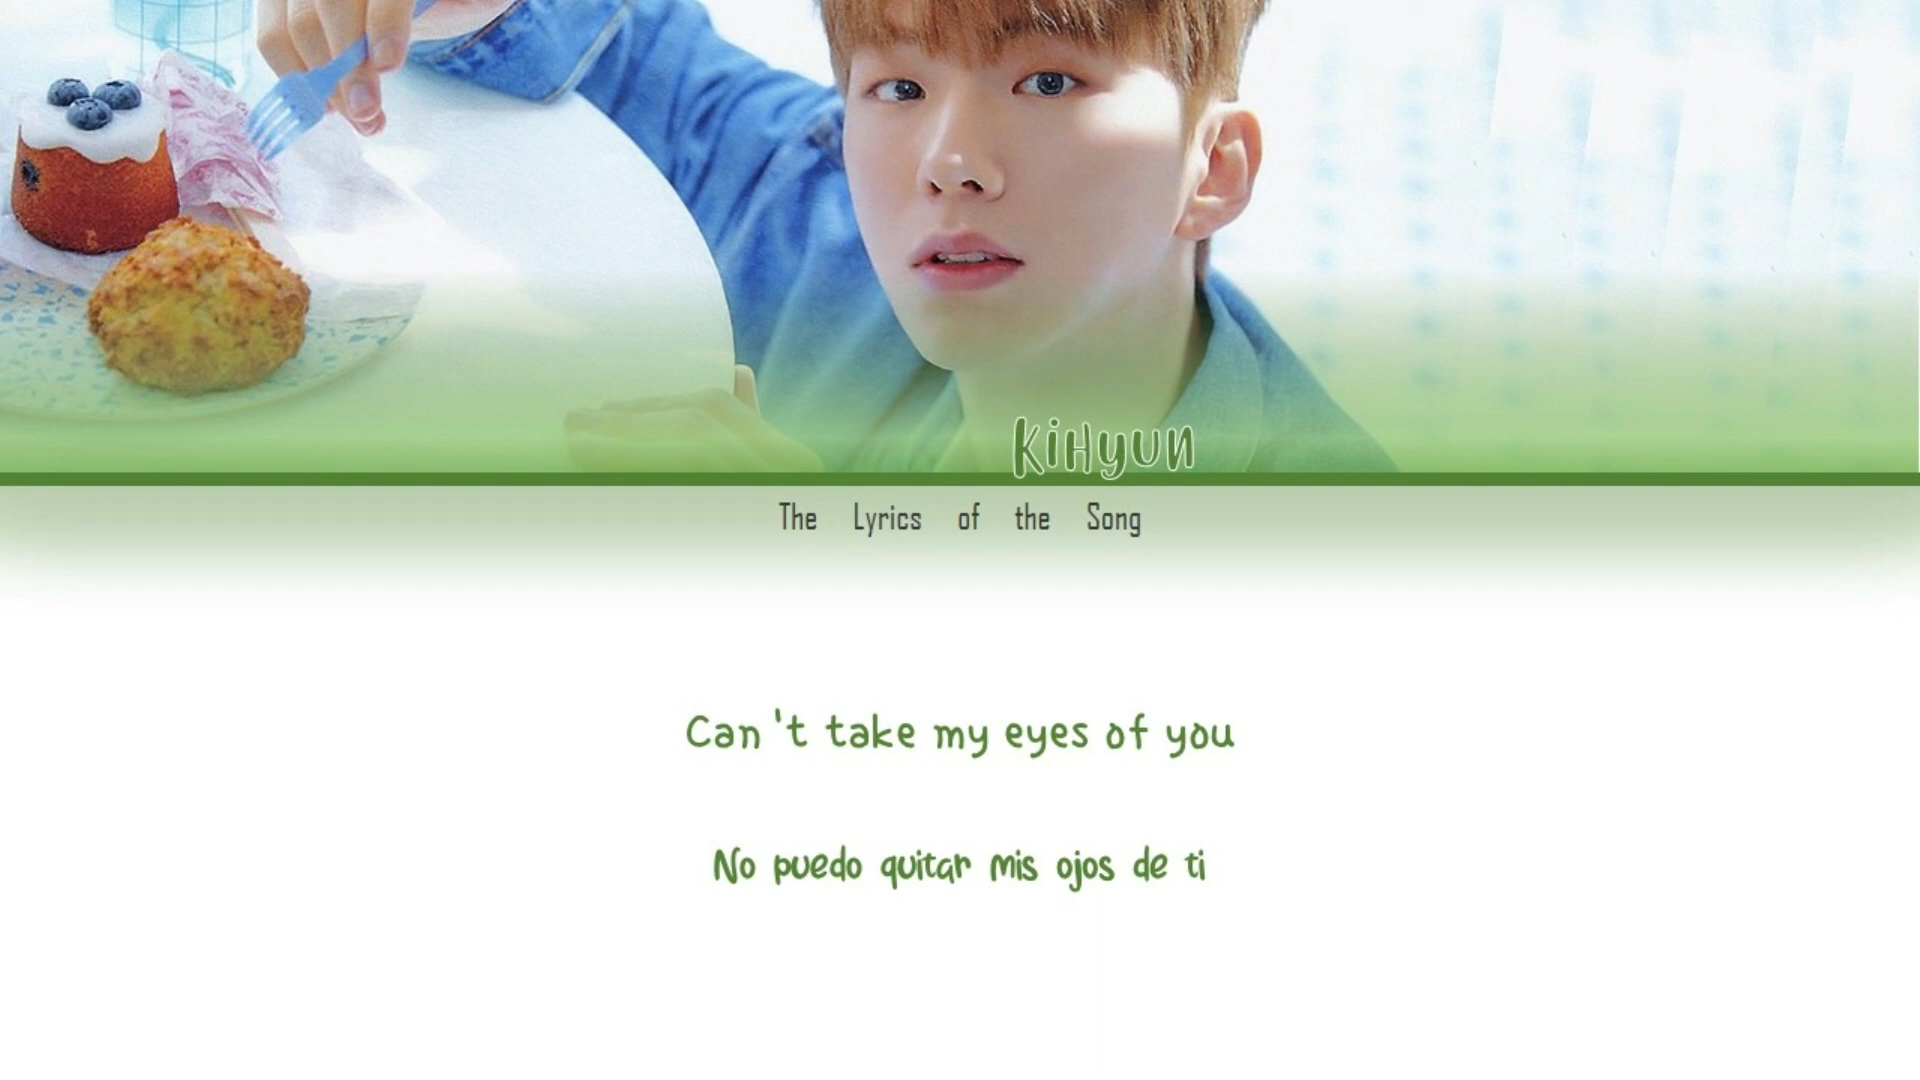 KiHyun
The Lyrics of the Song
Can't take my eyes of you
No puedo quitar mis ojos de ti